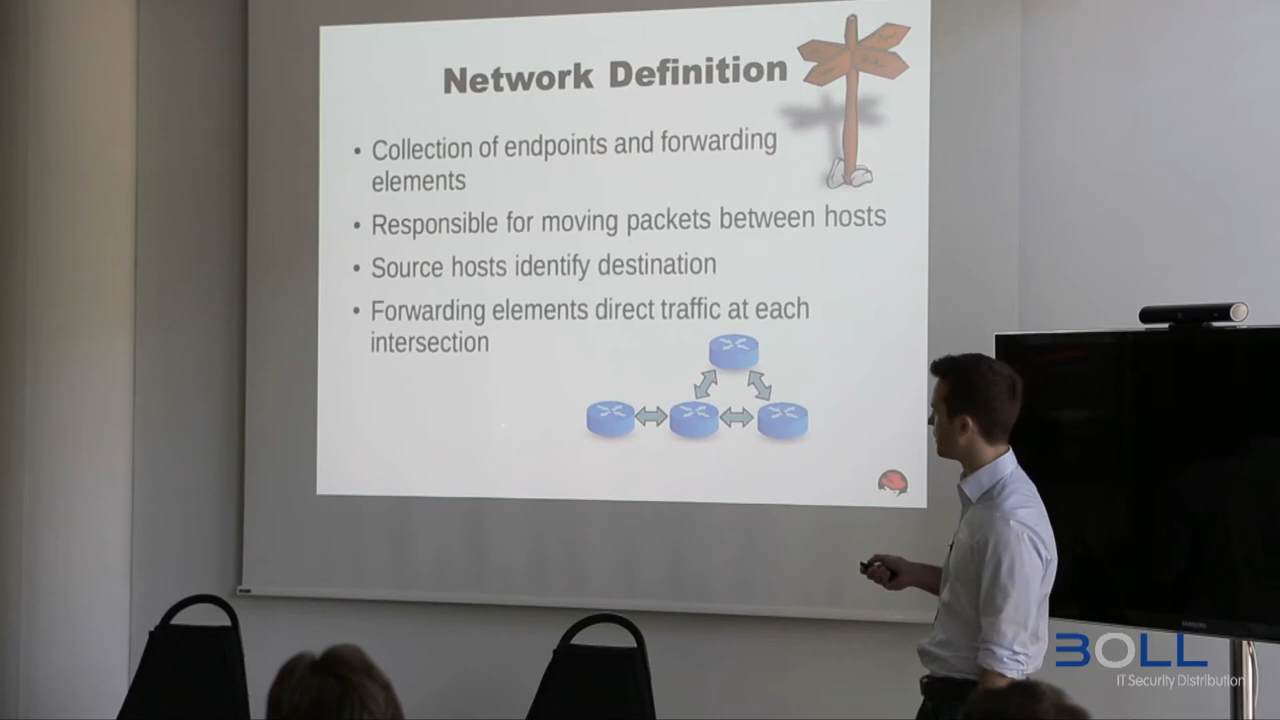 Network Definition
• Collection of endpoints and forwarding
elements
• Responsible for moving packets between hosts
• Source hosts identify destination
• Forwarding elements direct traffic at each
intersection
SAMSUNG
BOLL
IT Security Distribution